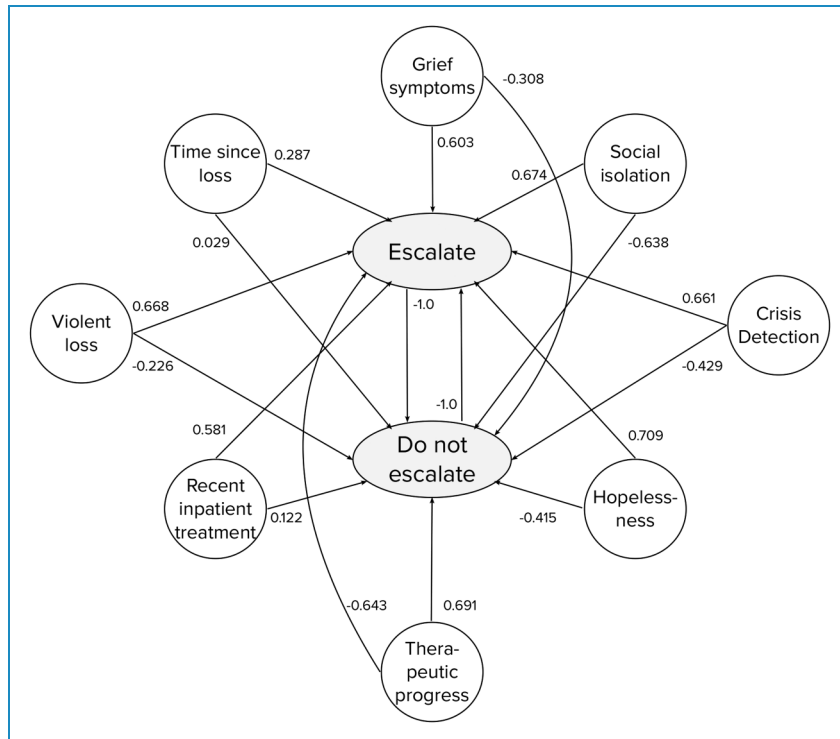 Grief
symptoms
-0.308
0.603
Time since
loss
0.287
Social
isolation
0.674
0.029
-0.638
Escalate
Violent
loss
0.668
-0.226
-1.0
0.661
Crisis
Detection
-0.429
-1.0
0.581
0.709
Do not
escalate
Recent
inpatient
treatment
0.122
-0.415
Hopeless-
ness
-0.643
0.691
Thera-
peutic
progress